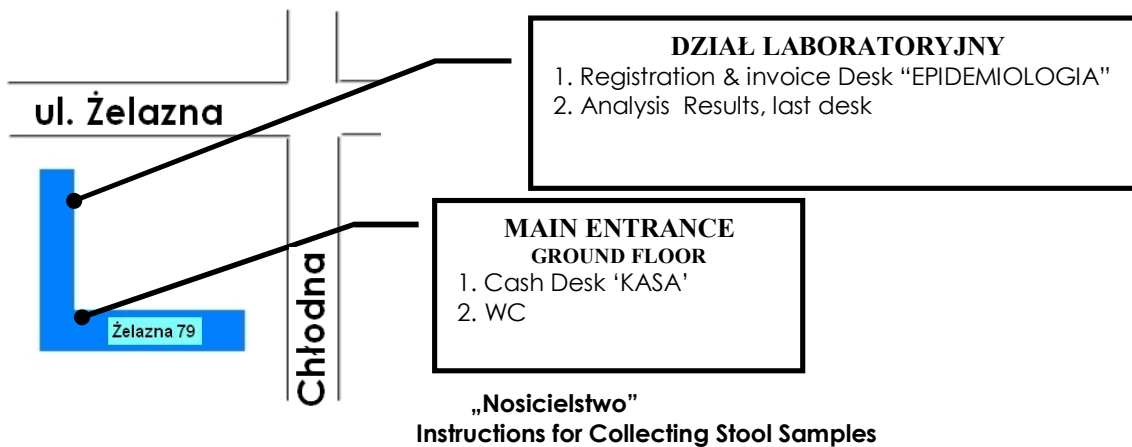 DZIAŁ LABORATORYJNY
1. Registration & invoice Desk “EPIDEMIOLOGIA”
2. Analysis Results, last desk
ul. Żelazna
MAIN ENTRANCE
GROUND FLOOR
1. Cash Desk ‘KASA’
2. WC
Chłodna
Żelazna 79
„Nosicielstwo”
Instructions for Collecting Stool Samples